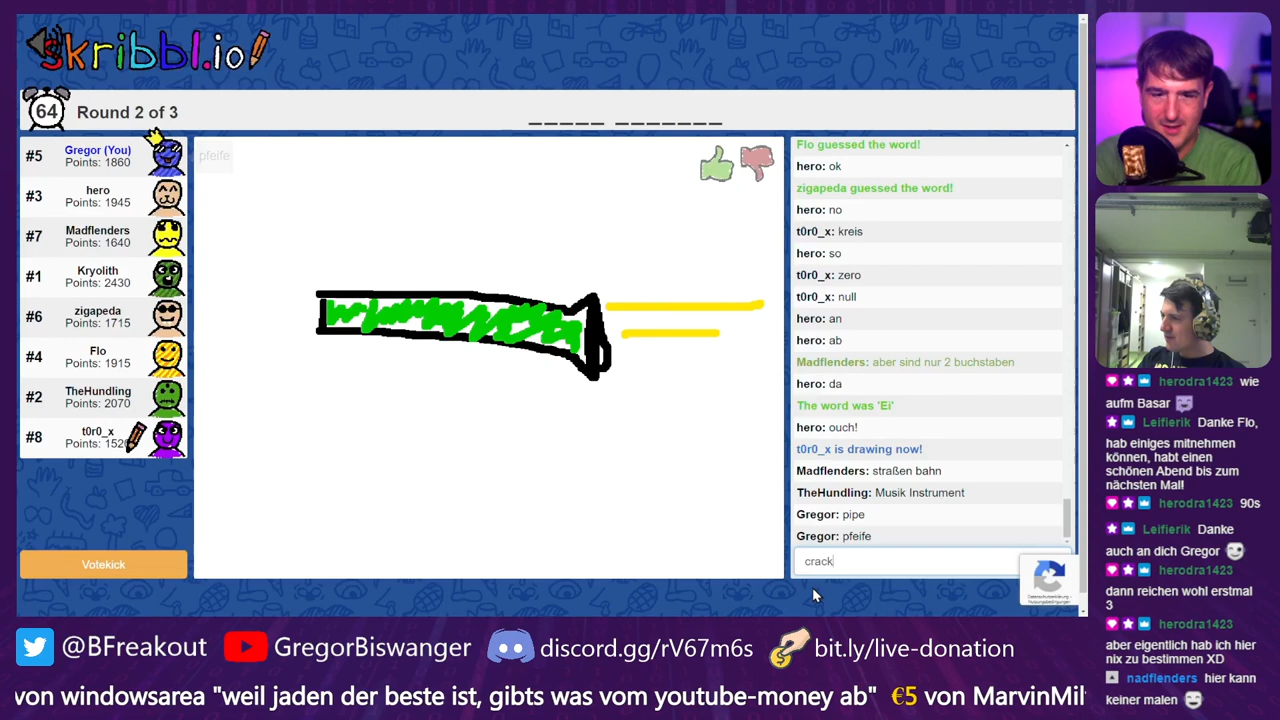 skribbl.io
64
Round 2 of 3
_____ _______
#5
Gregor (You)
Points: 1860
#3
hero
Points: 1945
#7
Madflenders
Points: 1640
#1
Kryolith
Points: 2430
#6
zigapeda
Points: 1715
#4
Flo
Points: 1915
#2
TheHundling
Points: 2070
#8
t0r0_x
Points: 1520
Votekick
pfeife
Flo guessed the word!
hero: ok
zigapeda guessed the word!
hero: no
t0r0_x: kreis
hero: so
t0r0_x: zero
t0r0_x: null
hero: an
hero: ab
Madflenders: aber sind nur 2 buchstaben
hero: da
The word was 'Ei'
hero: ouch!
t0r0_x is drawing now!
Madflenders: straßen bahn
TheHundling: Musik Instrument
Gregor: pipe
Gregor: pfeife
crack
herodra1423 wie
aufm Basar
Leifierik Danke Flo,
hab einiges mitnehmen
können, habt einen
schönen Abend bis zum
nächsten Mal!
herodra1423 90s
Leifierik Danke
auch an dich Gregor
herodra1423
dann reichen wohl erstmal
3
herodra1423
aber eigentlich hab ich hier
nix zu bestimmen XD
nadflenders hier kann
keiner malen
@BFreakout
GregorBiswanger
discord.gg/rV67m6s
bit.ly/live-donation
von windowsarea "weil jaden der beste ist, gibts was vom youtube-money ab" €5 von MarvinMil